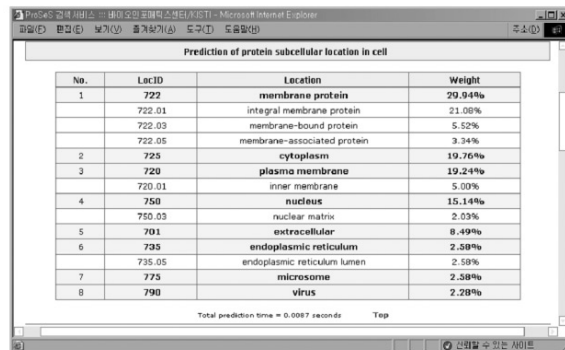 ProSeS 검색서비스 ::: 바이오인포매틱스센터/KISTI - Microsoft Internet Explorer
파일(F) 편집(E) 보기(V) 즐겨찾기(A) 도구(T) 도움말(H) 주소(D)
Prediction of protein subcellular location in cell
No. LocID Location Weight
1 722 membrane protein 29.94%
722.01 integral membrane protein 21.08%
722.03 membrane-bound protein 5.52%
722.05 membrane-associated protein 3.34%
2 725 cytoplasm 19.76%
3 720 plasma membrane 19.24%
720.01 inner membrane 5.00%
4 750 nucleus 15.14%
750.03 nuclear matrix 2.03%
5 701 extracellular 8.49%
6 735 endoplasmic reticulum 2.58%
735.05 endoplasmic reticulum lumen 2.58%
7 775 microsome 2.58%
8 790 virus 2.28%
Total prediction time = 0.0087 seconds Top
신뢰할 수 있는 사이트